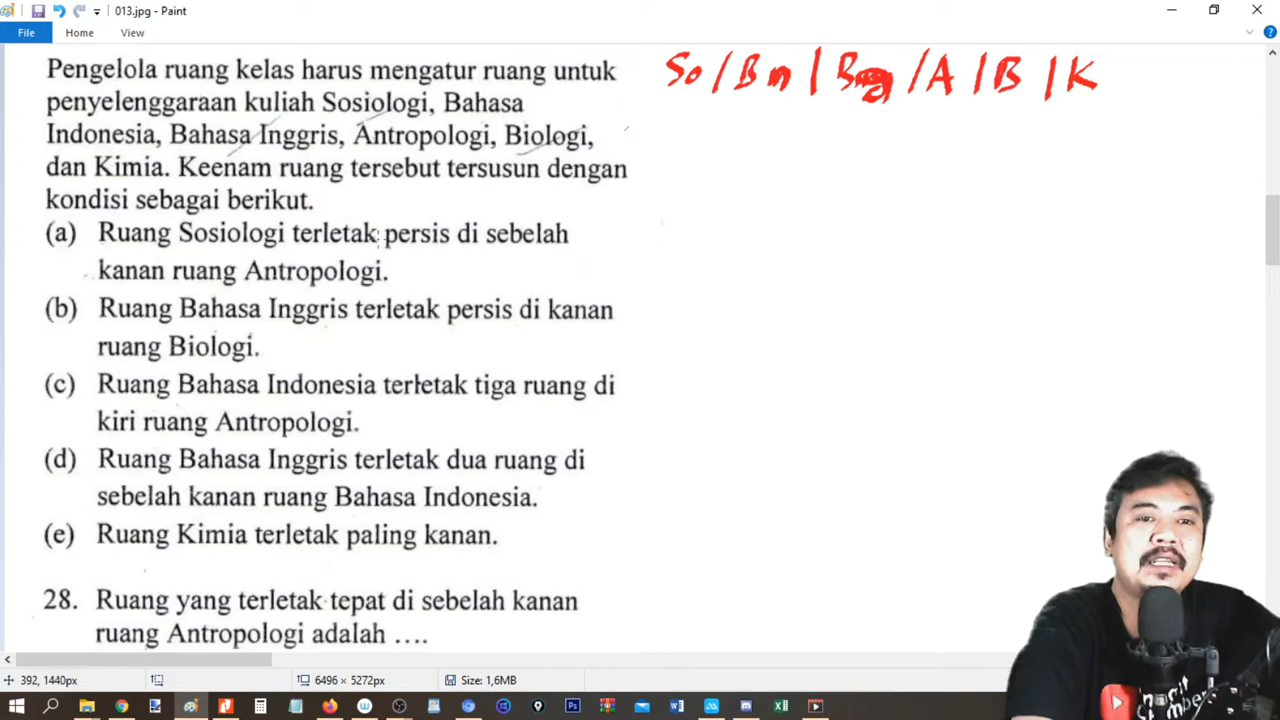 013.jpg - Paint
File Home View
Pengelola ruang kelas harus mengatur ruang untuk
penyelenggaraan kuliah Sosiologi, Bahasa
Indonesia, Bahasa Inggris, Antropologi, Biologi,
dan Kimia. Keenam ruang tersebut tersusun dengan
kondisi sebagai berikut.
(a) Ruang Sosiologi terletak persis di sebelah
kanan ruang Antropologi.
(b) Ruang Bahasa Inggris terletak persis di kanan
ruang Biologi.
(c) Ruang Bahasa Indonesia terletak tiga ruang di
kiri ruang Antropologi.
(d) Ruang Bahasa Inggris terletak dua ruang di
sebelah kanan ruang Bahasa Indonesia.
(e) Ruang Kimia terletak paling kanan.
28. Ruang yang terletak tepat di sebelah kanan
ruang Antropologi adalah ....
So / Bn / / A / B / K
392, 1440px 6496 × 5272px Size: 1,6MB